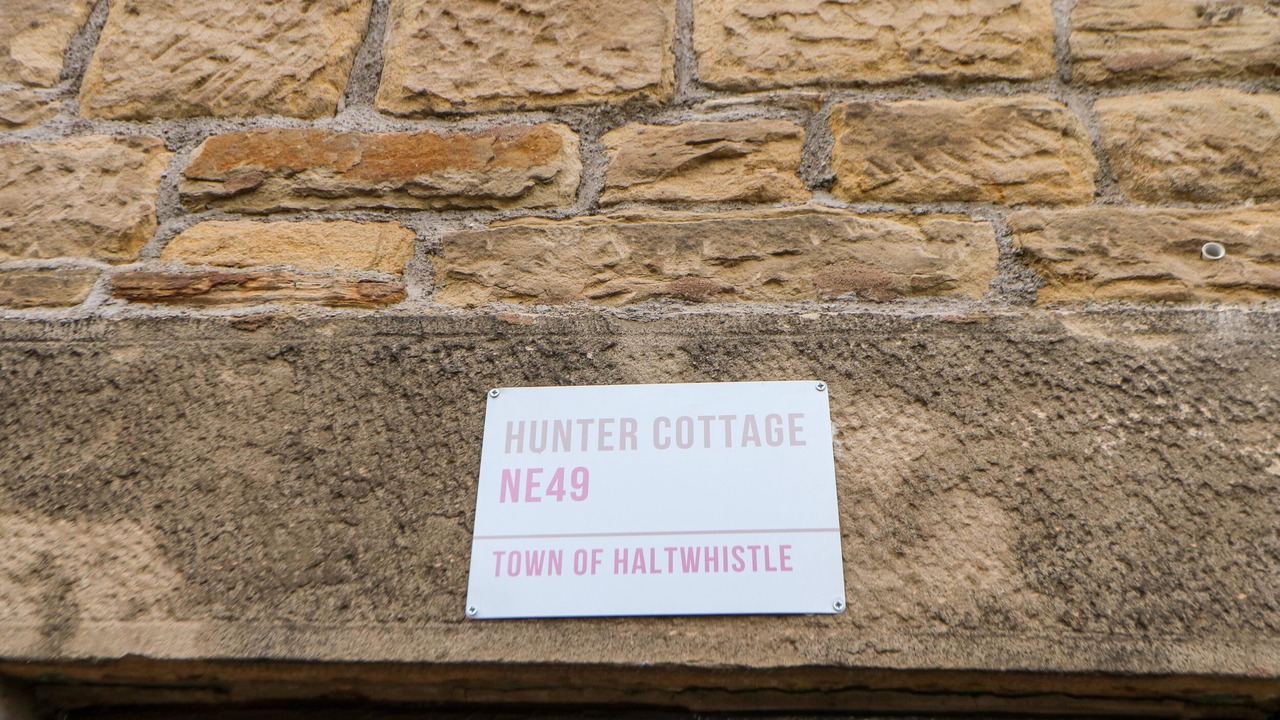 HUNTER COTTAGE
NE49
TOWN OF HALTWHISTLE